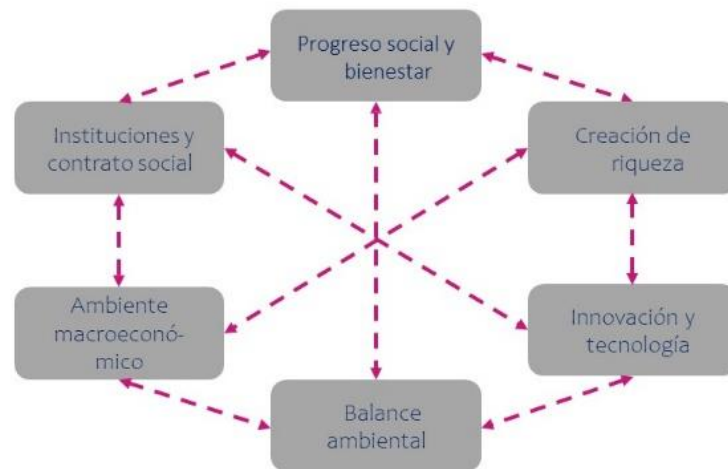 Progreso social y
bienestar
Instituciones y
contrato social
Creación de
riqueza
Ambiente
macroeconó-
mico
Innovación y
tecnología
Balance
ambiental